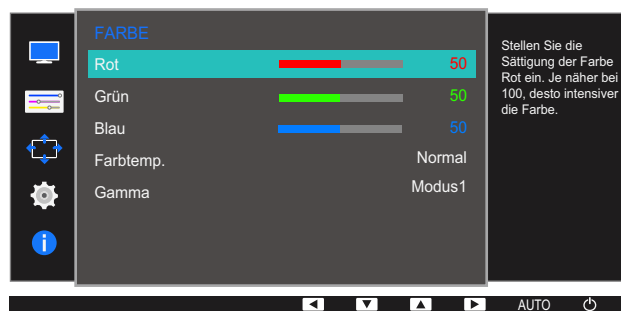 FARBE
Rot 50
Grün 50
Blau 50
Farbtemp. Normal
Gamma Modus1
Stellen Sie die
Sättigung der Farbe
Rot ein. Je näher bei
100, desto intensiver
die Farbe.
AUTO